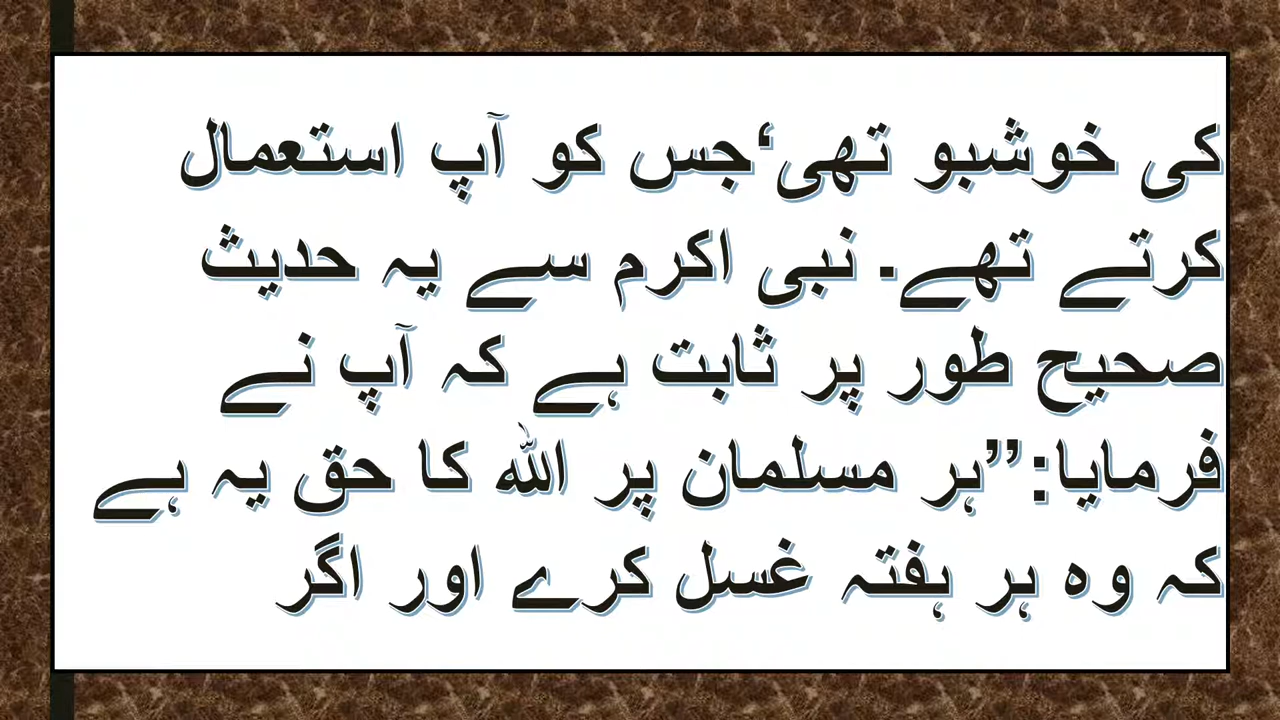 کی خوشبو تھی‘جس کو آپ استعمال
کرتے تھے. نبی اکرم سے یہ حدیث
صحیح طور پر ثابت ہے کہ آپ نے
فرمایا:’’ہر مسلمان پر اللہ کا حق یہ ہے
کہ وہ ہر ہفتہ غسل کرے اور اگر